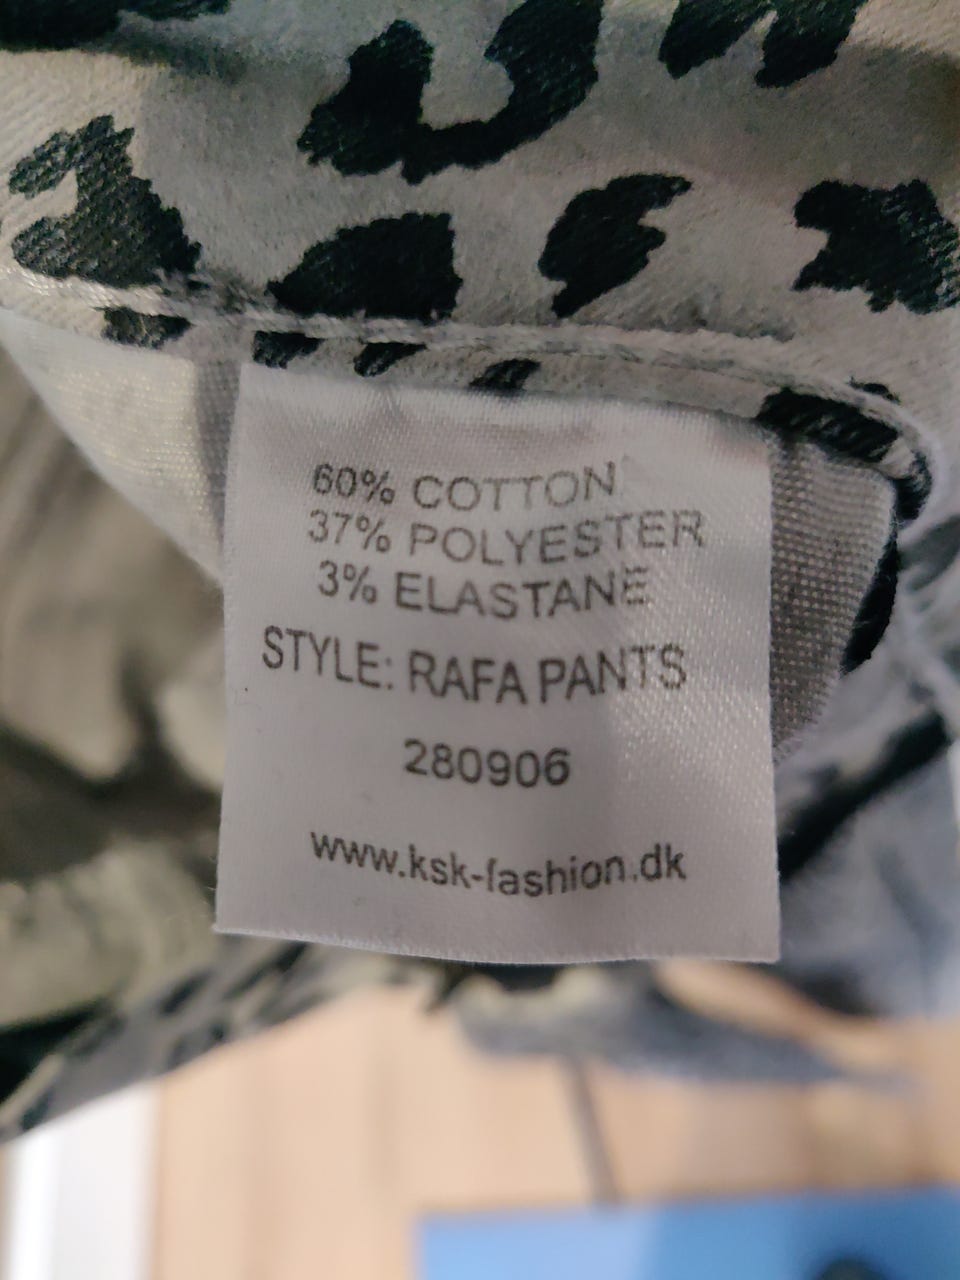 60% COTTON
37% POLYESTER
3% ELASTANE
STYLE: RAFA PANTS
280906
www.ksk-fashion.dk